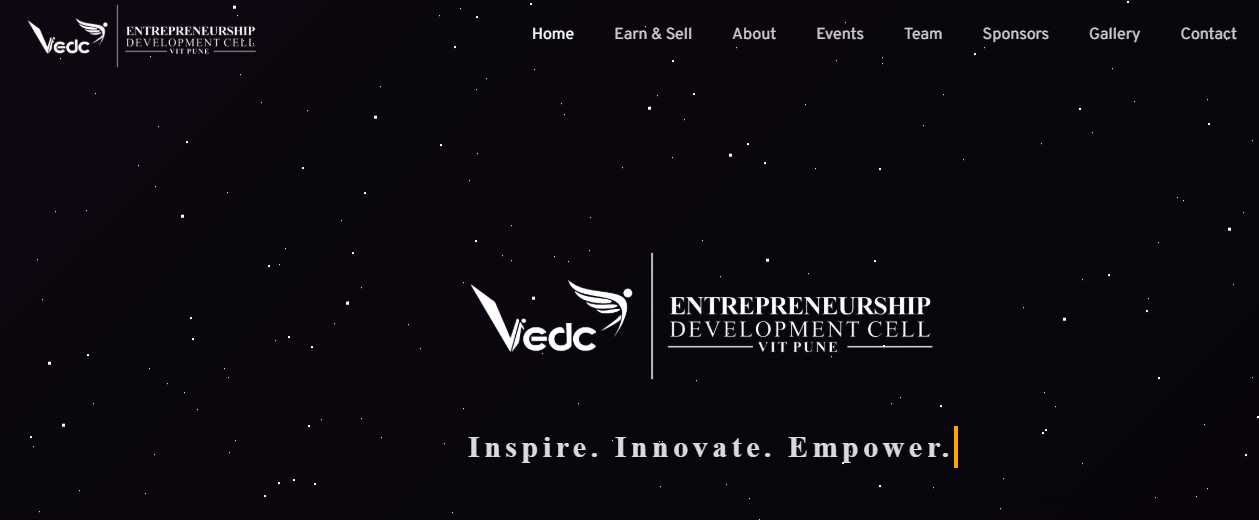 Vedc
ENTREPRENEURSHIP
DEVELOPMENT CELL
VIT PUNE
Home Earn & Sell About Events Team Sponsors Gallery Contact
Vedc
ENTREPRENEURSHIP
DEVELOPMENT CELL
VIT PUNE
Inspire. Innovate. Empower.